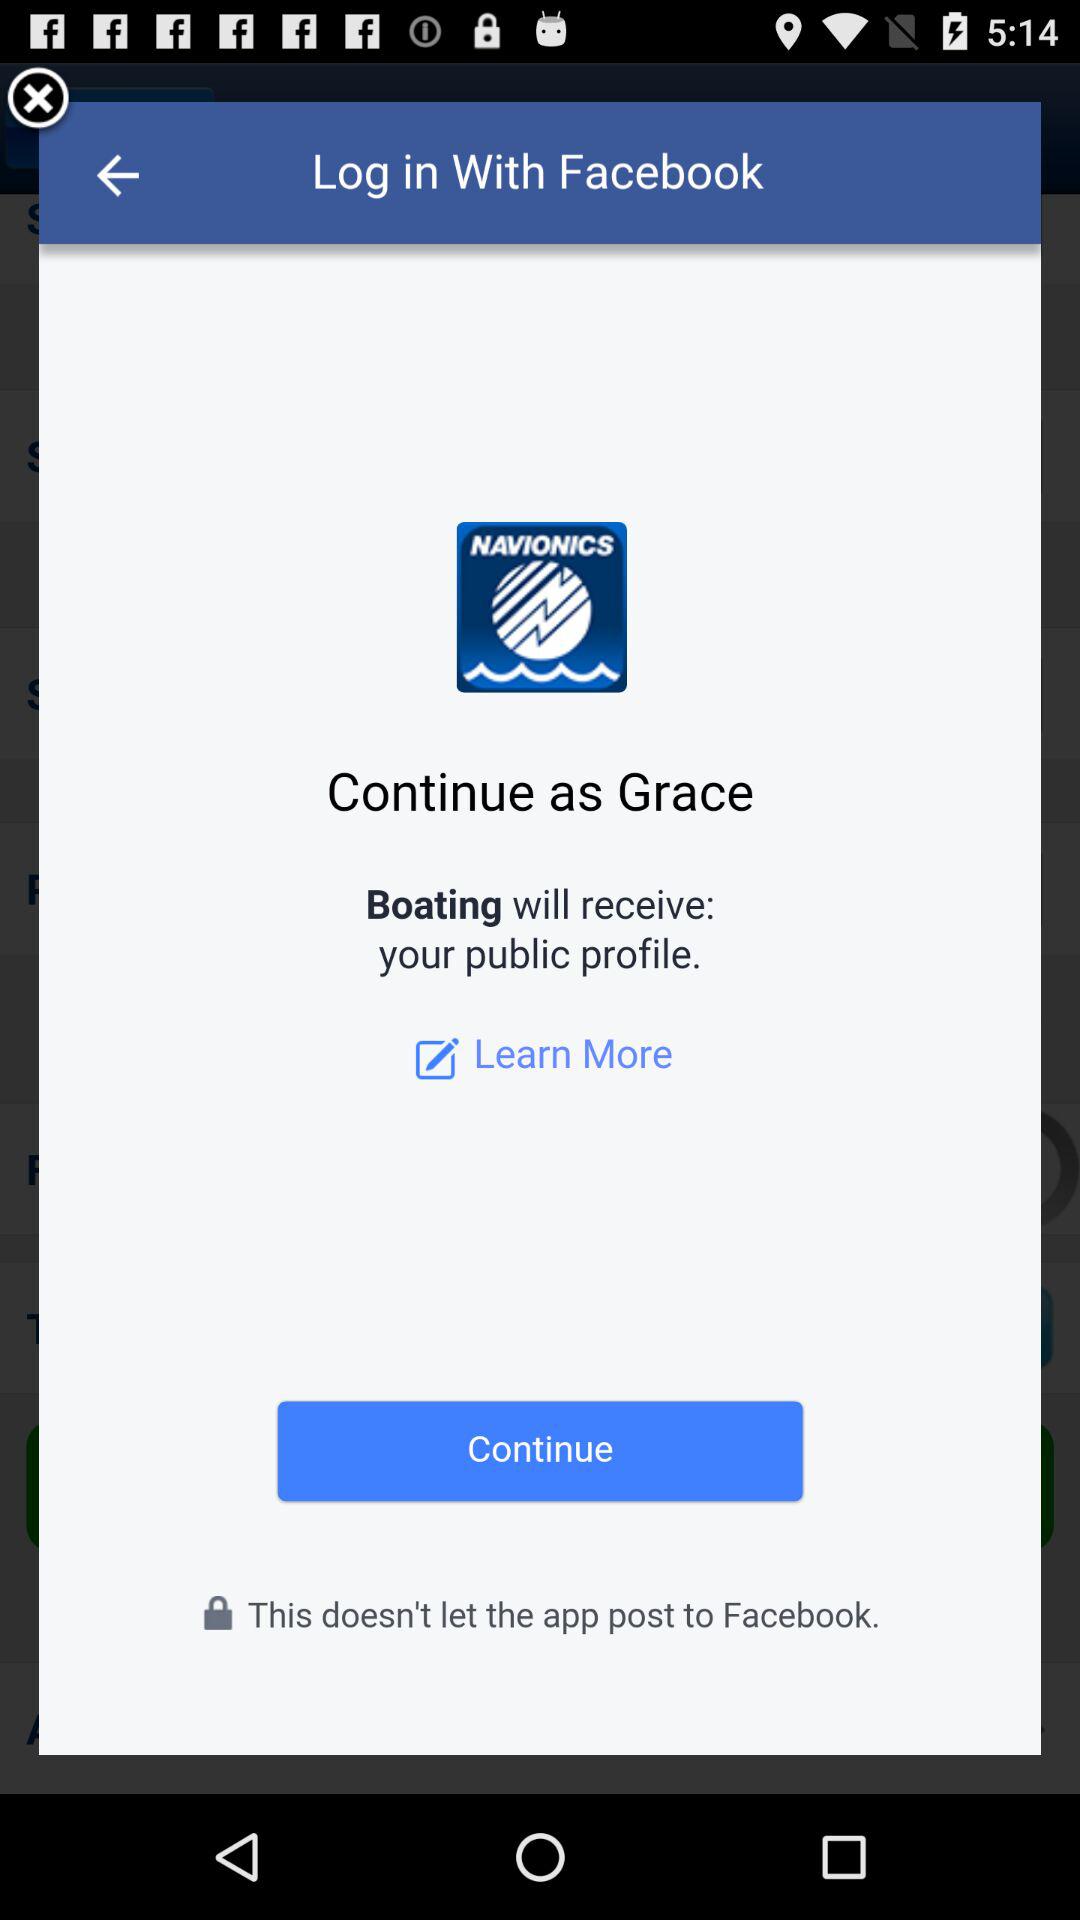 5:14
Log in With Facebook
NAVIONICS
Continue as Grace
Boating will receive:
your public profile.
Learn More
Continue
This doesn't let the app post to Facebook.